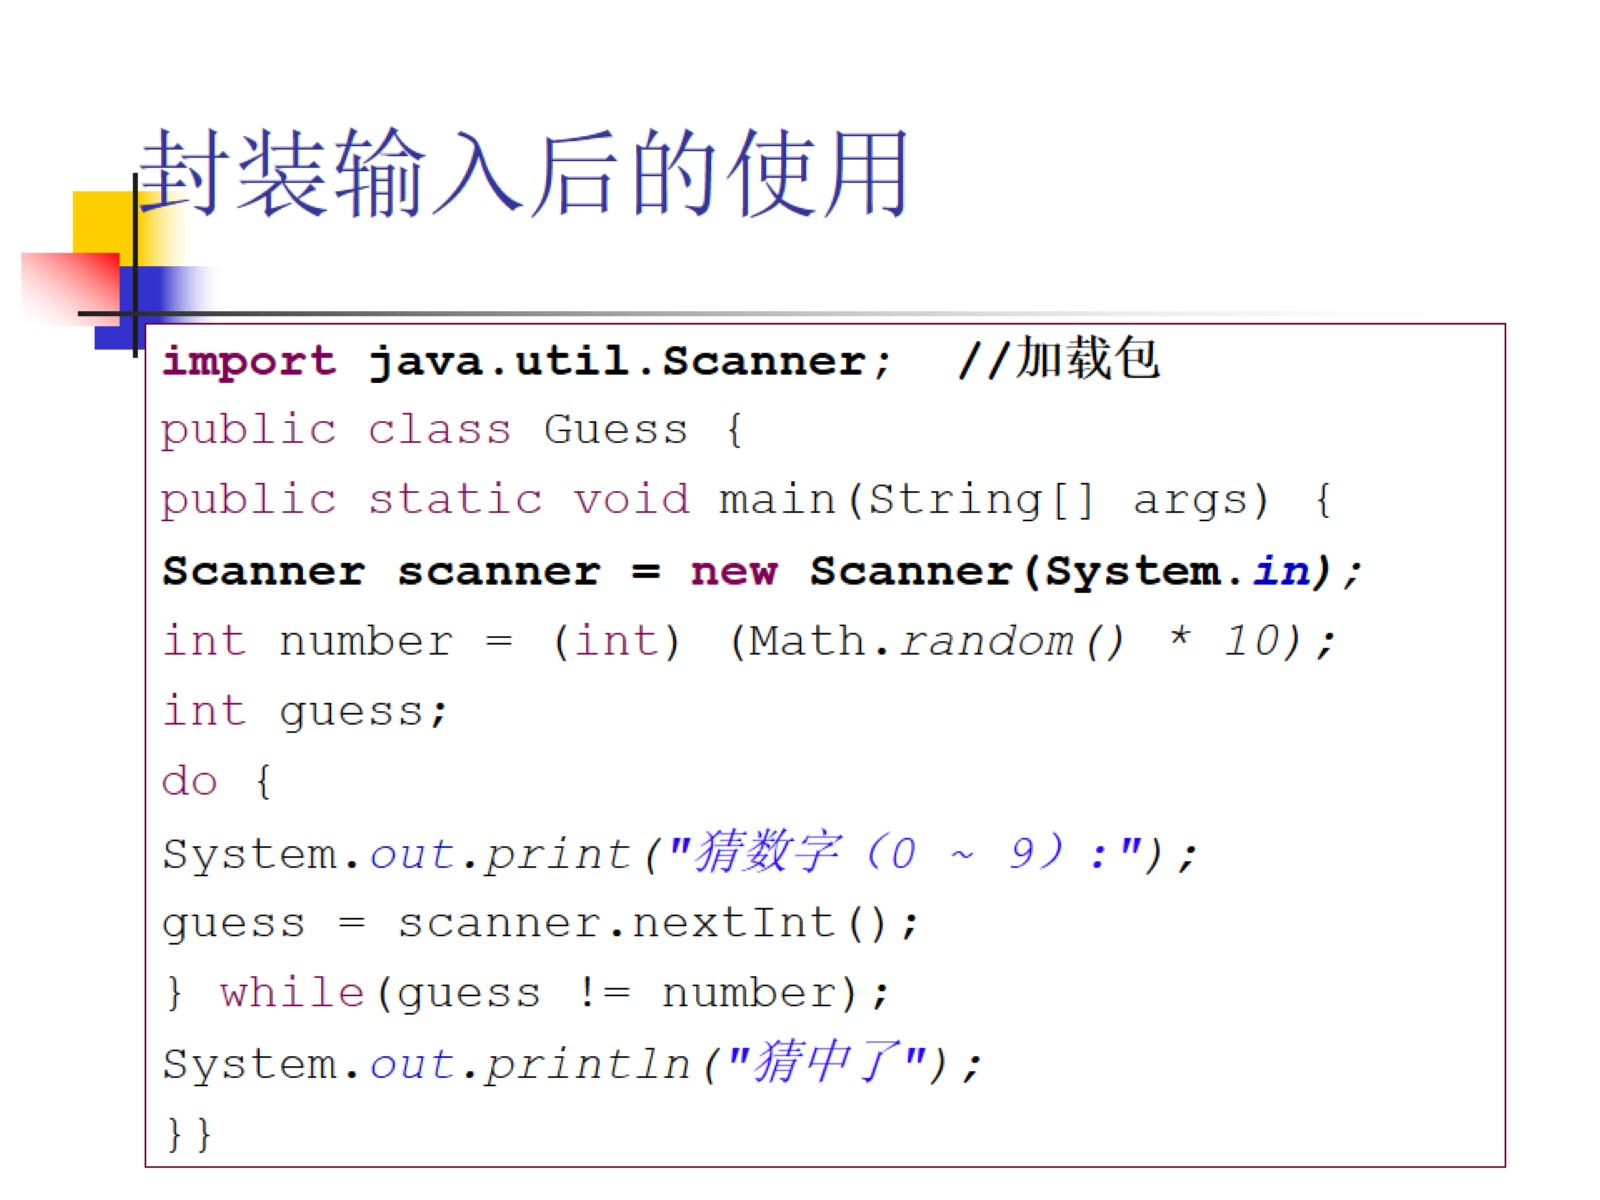 封装输入后的使用
import java.util.Scanner;  //加载包
public class Guess {
public static void main(String[] args) {
Scanner scanner = new Scanner(System.in);
int number = (int) (Math.random() * 10);
int guess;
do {
System.out.print("猜数字（0 ~ 9）:");
guess = scanner.nextInt();
} while(guess != number);
System.out.println("猜中了");
}}